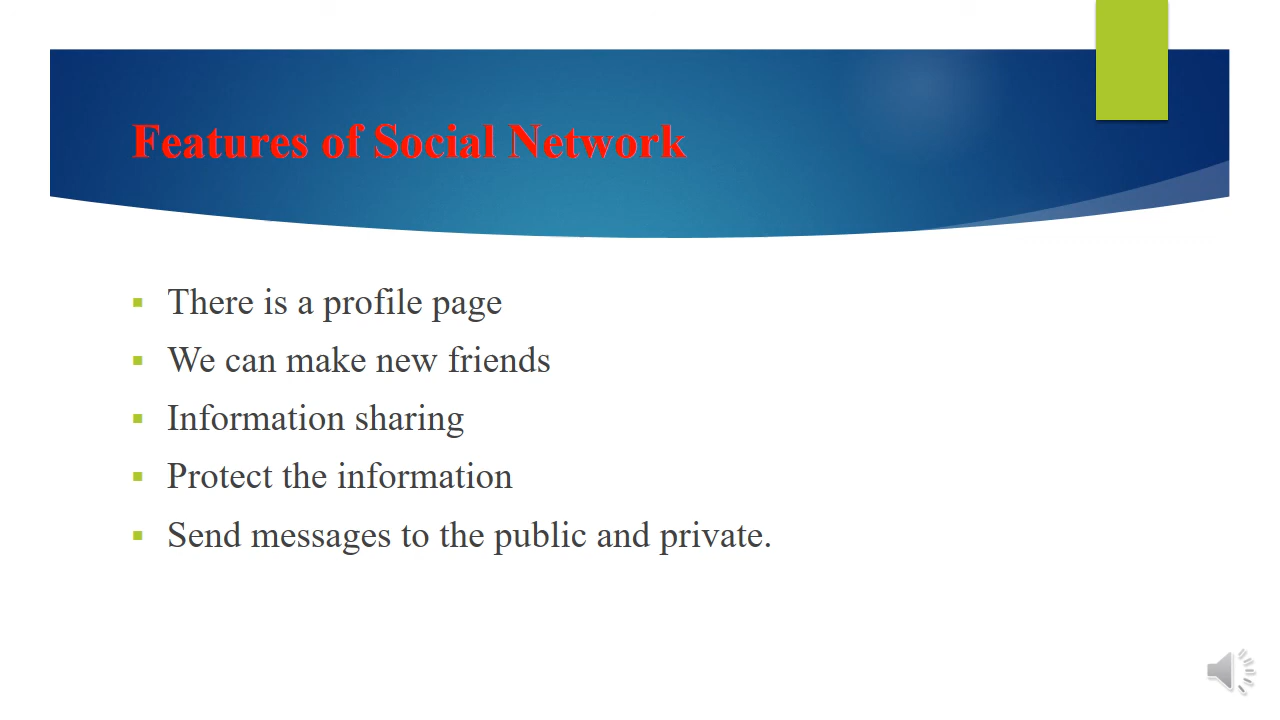 Features of Social Network
There is a profile page
We can make new friends
Information sharing
Protect the information
Send messages to the public and private.